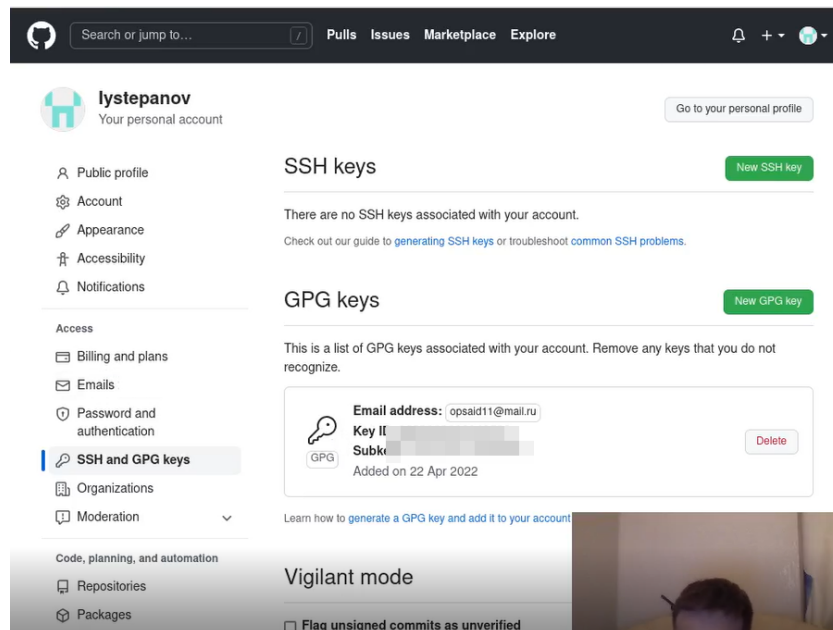 Search or jump to...
/
Pulls Issues Marketplace Explore
lystepanov
Your personal account
Go to your personal profile
Public profile
Account
Appearance
Accessibility
Notifications
Access
Billing and plans
Emails
Password and
authentication
SSH and GPG keys
Organizations
Moderation
Code, planning, and automation
Repositories
Packages
SSH keys
New SSH key
There are no SSH keys associated with your account.
Check out our guide to generating SSH keys or troubleshoot common SSH problems.
GPG keys
New GPG key
This is a list of GPG keys associated with your account. Remove any keys that you do not
recognize.
GPG
Email address: opsaid11@mail.ru
Key
Added on 22 Apr 2022
Delete
Learn how to generate a GPG key and add it to your account
Vigilant mode
Flag unsigned commits as unverified